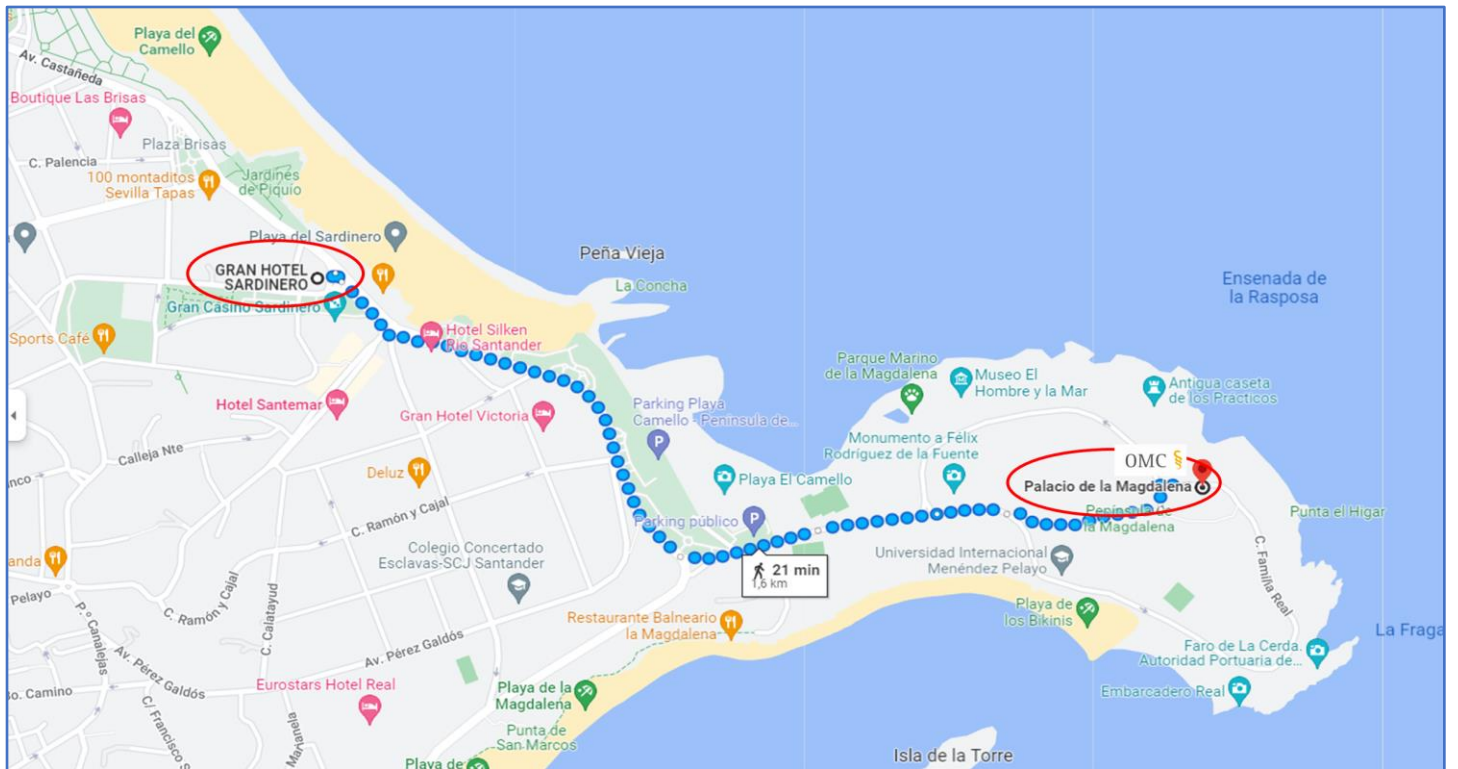 Playa del
Camello
Av. Castañeda
Boutique Las Brisas
Plaza Brisas
C. Palencia
100 montaditos
Sevilla Tapas
Jardines
de Piquío
Playa del Sardinero
GRAN HOTEL
SARDINERO
Gran Casino Sardinero
Sports Café
Hotel Silken
Rio Santander
Hotel Santemar
Gran Hotel Victoria
Calleja Nte
Deluz
C. Ramón y Cajal
Colegio Concertado
Esclavas-SCJ Santander
C. Ramón y Cajal
Pelayo
P.º Canalejas
C. Calatayud
Av. Pérez Galdós
Av. Pérez Galdós
Bo. Camino
Eurostars Hotel Real
Peña Vieja
La Concha
Parking Playa
Camello - Península de...
P
Playa El Camello
Parking público
P
21 min
1,6 km
Restaurante Balneario
la Magdalena
Playa de la
Magdalena
Punta de
San Marcos
Playa de
Ensenada de
la Rasposa
Parque Marino
de la Magdalena
Museo El
Hombre y la Mar
Antigua caseta
de los Prácticos
Monumento a Félix
Rodríguez de la Fuente
OMC
Palacio de la Magdalena
Península de
la Magdalena
Punta el Higar
Universidad Internacional
Menéndez Pelayo
C. Familia Real
Playa de
los Bikinis
Faro de La Cerda.
Autoridad Portuaria de...
La Fraga
Embarcadero Real
Isla de la Torre